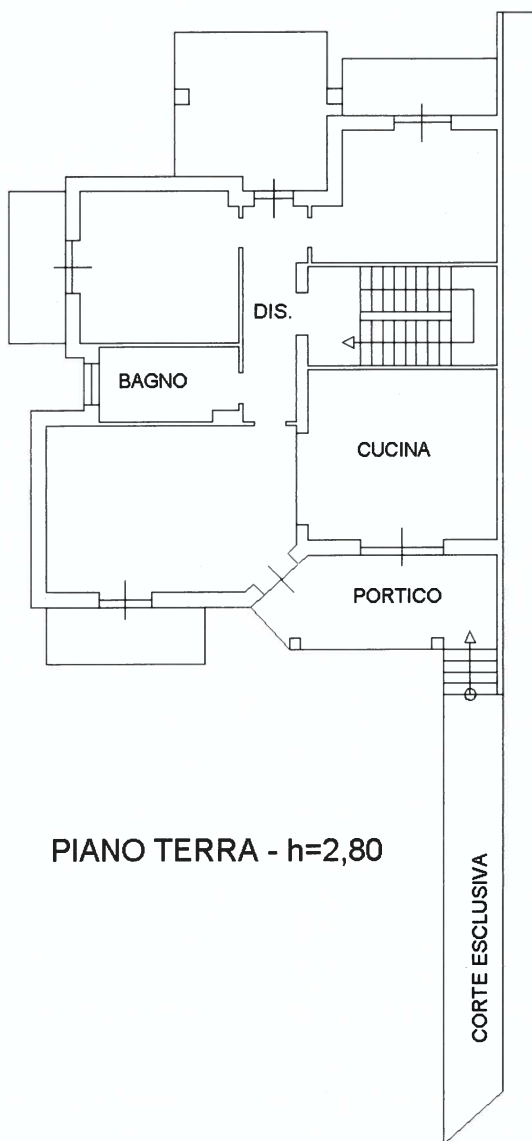 DIS.
BAGNO
CUCINA
PORTICO
PIANO TERRA - h=2,80
CORTE ESCLUSIVA